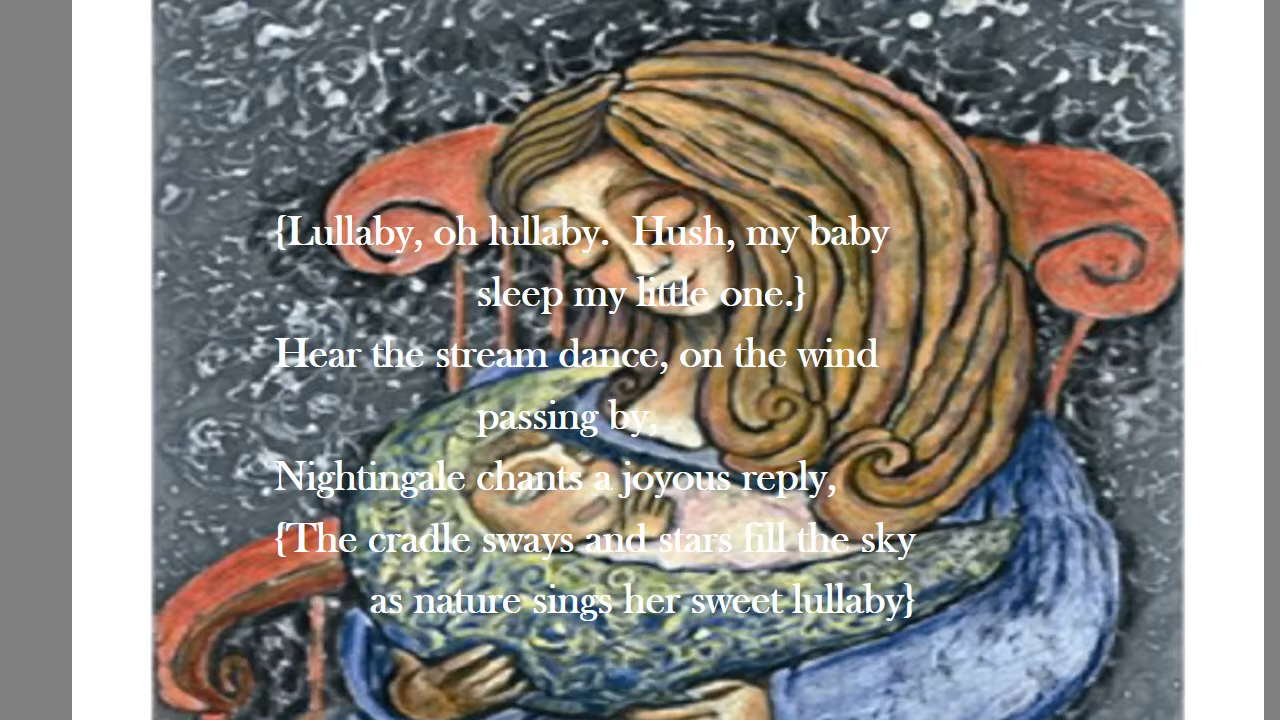 {Lullaby, oh lullaby.  Hush, my baby
sleep my little one.}
Hear the stream dance, on the wind
passing by,
Nightingale chants a joyous reply,
{The cradle sways and stars fill the sky
as nature sings her sweet lullaby}